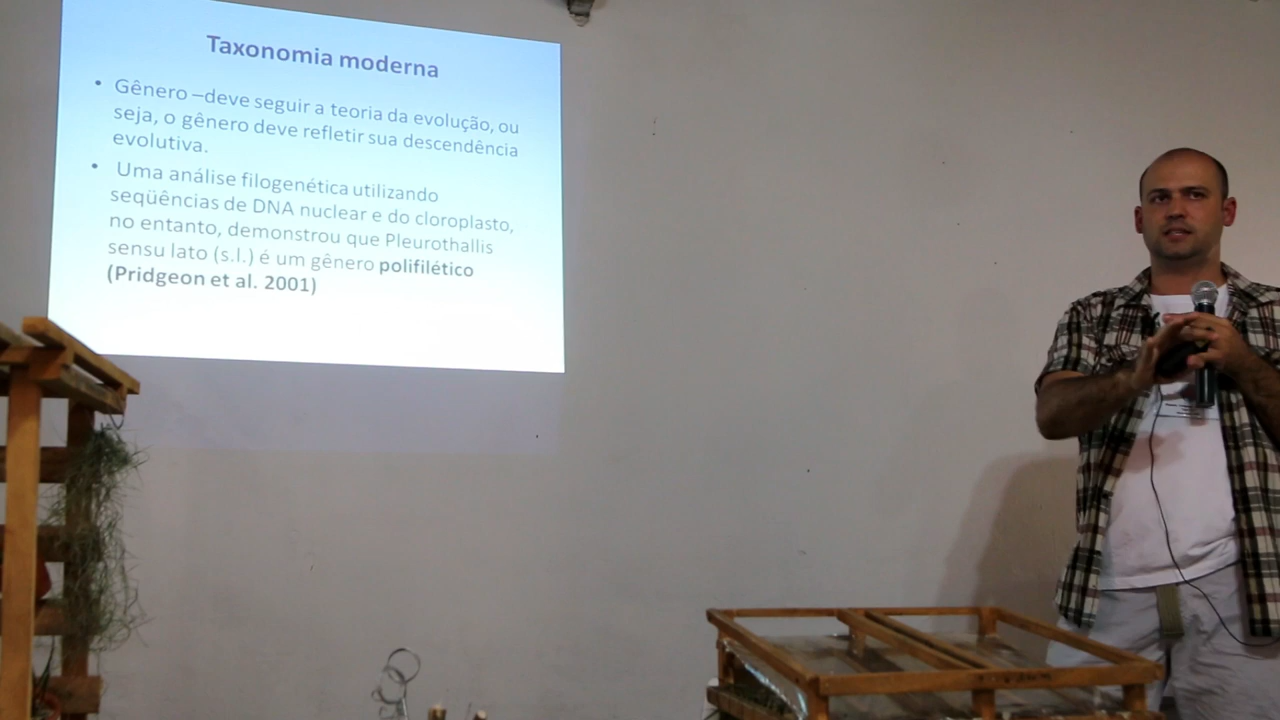 Taxonomia moderna
• Gênero –deve seguir a teoria da evolução, ou
seja, o gênero deve refletir sua descendência
evolutiva.
• Uma análise filogenética utilizando
seqüências de DNA nuclear e do cloroplasto,
no entanto, demonstrou que Pleurothallis
sensu lato (s.l.) é um gênero polifilético
(Pridgeon et al. 2001)